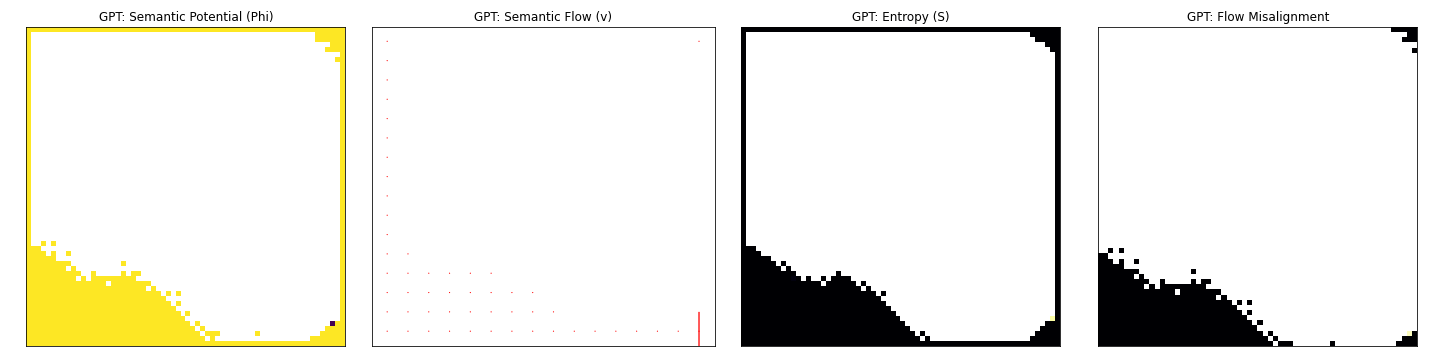 GPT: Semantic Potential (Phi)
GPT: Semantic Flow (v)
GPT: Entropy (S)
GPT: Flow Misalignment